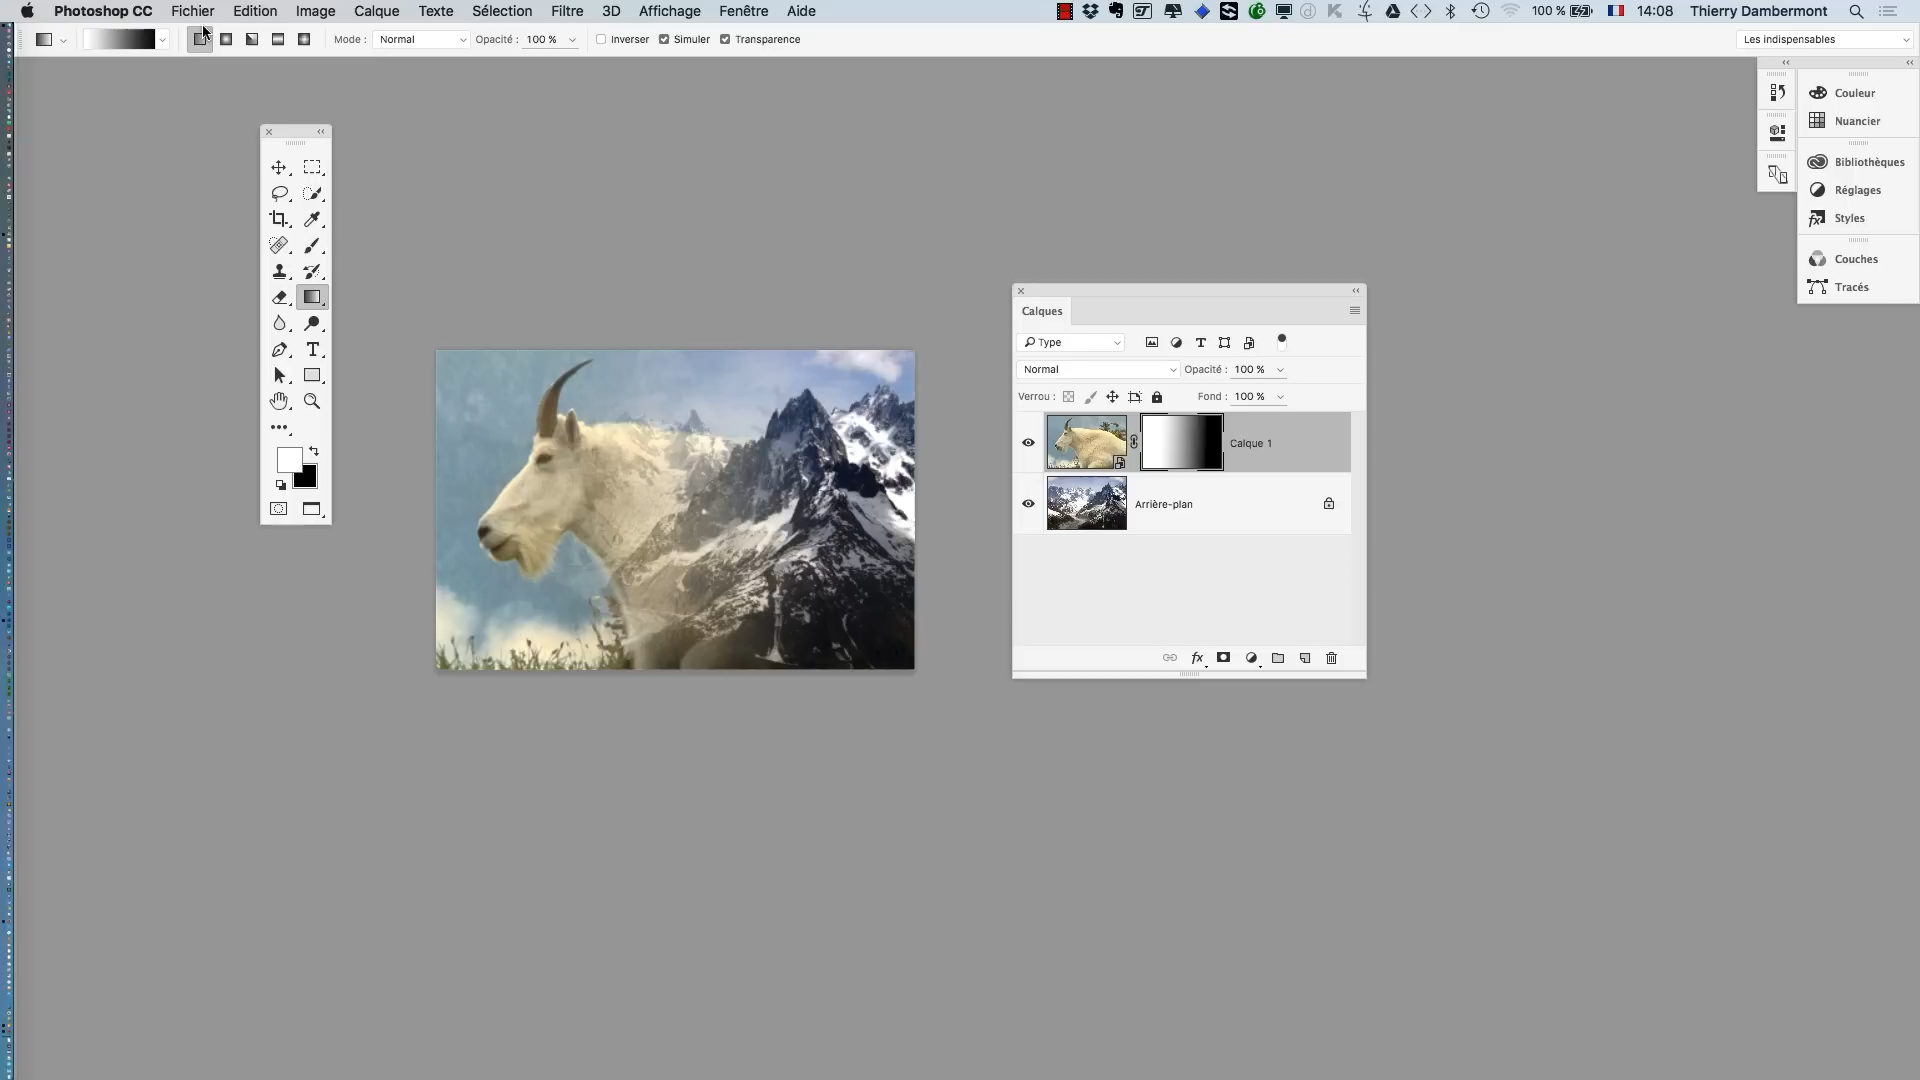 Photoshop CC Fichier Edition Image Calque Texte Sélection Filtre 3D Affichage Fenêtre Aide 100 % 14:08 Thierry Dambermont
Mode : Normal Opacité : 100 % Inverser Simuler Transparence Les indispensables
Couleur
Nuancier
Bibliothèques
Réglages
Styles
Couches
Tracés
Calques
Type
Normal Opacité : 100 %
Verrou : Fond : 100 %
Calque 1
Arrière-plan